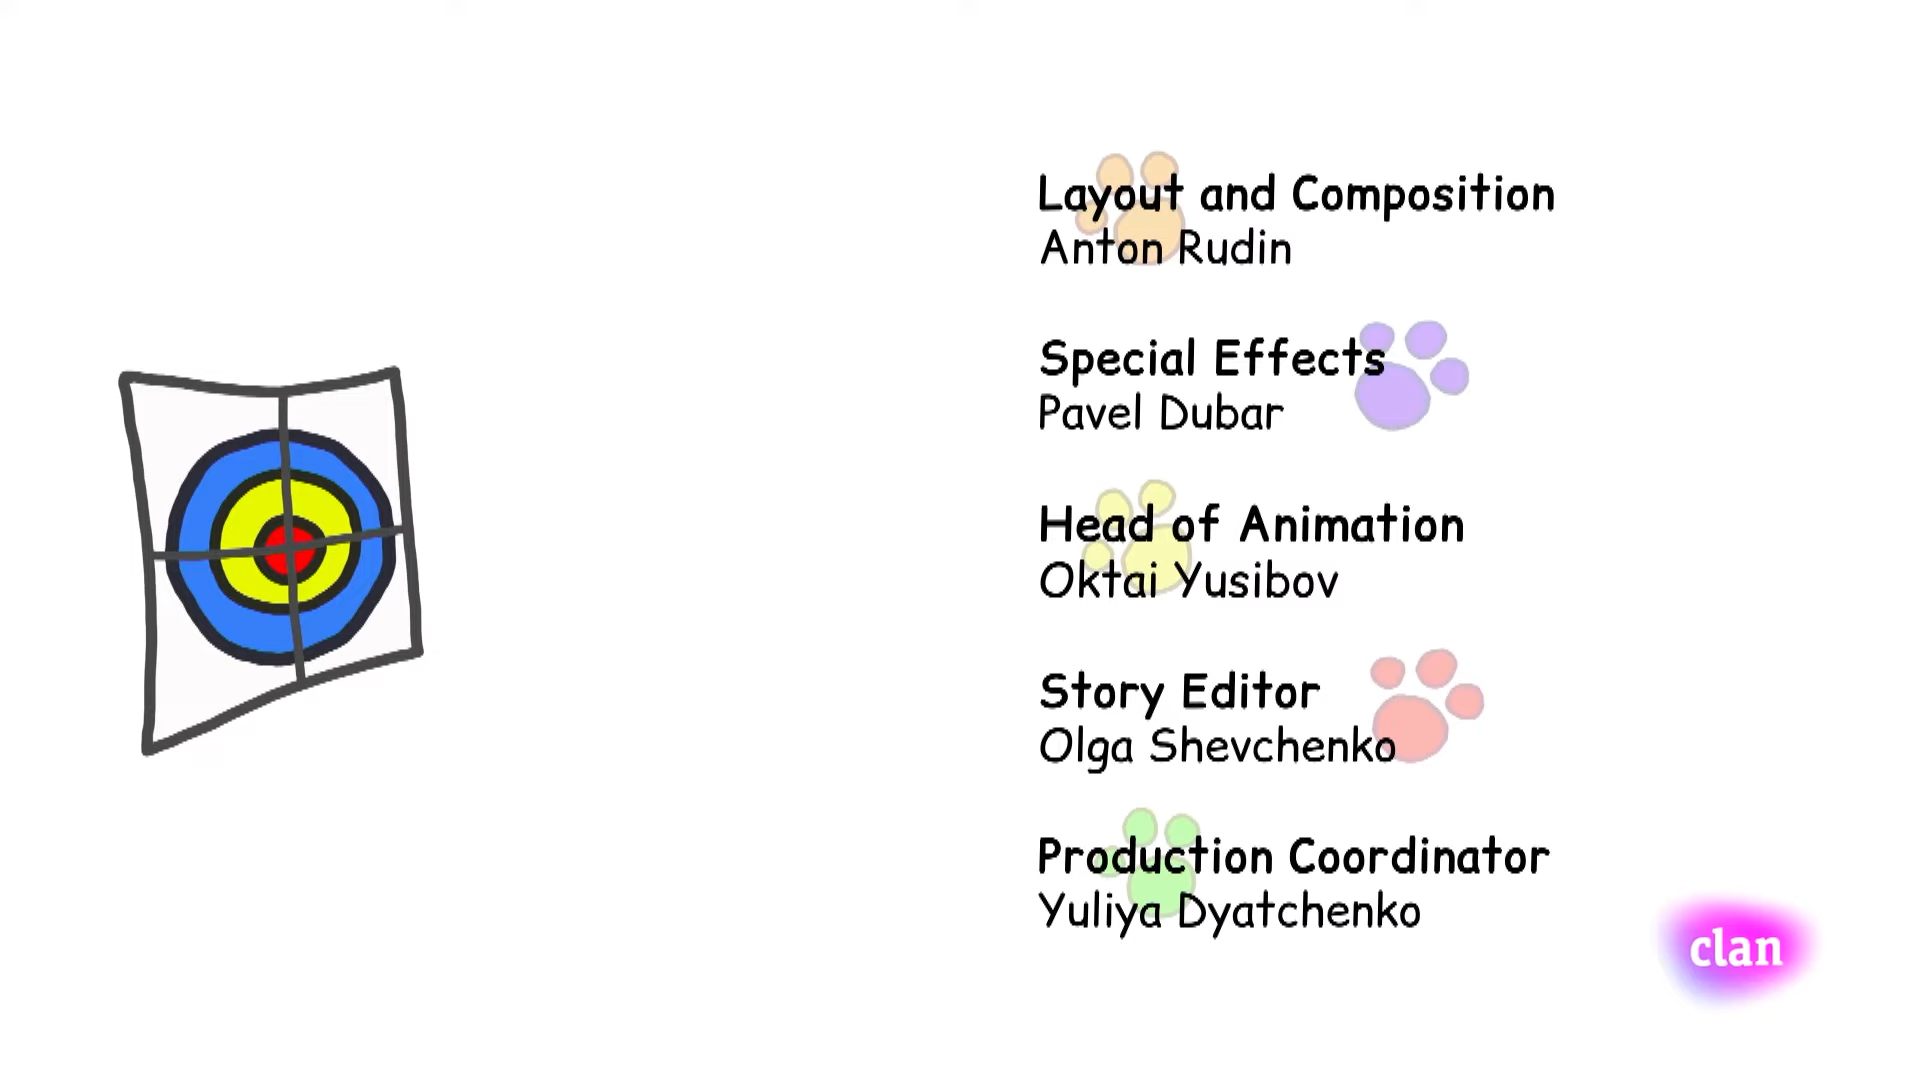 Layout and Composition
Anton Rudin
Special Effects
Pavel Dubar
Head of Animation
Oktai Yusibov
Story Editor
Olga Shevchenko
Production Coordinator
Yuliya Dyatchenko
clan